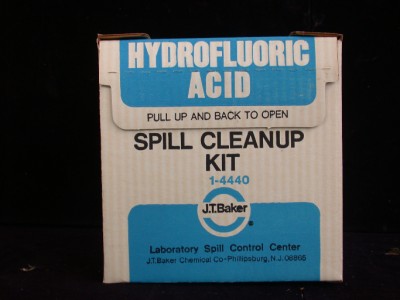 HYDROFLUORIC
ACID
PULL UP AND BACK TO OPEN
SPILL CLEANUP
KIT
1-4440
J.T.Baker
®
Laboratory Spill Control Center
J.T.Baker Chemical Co-Phillipsburg, N.J. 08865